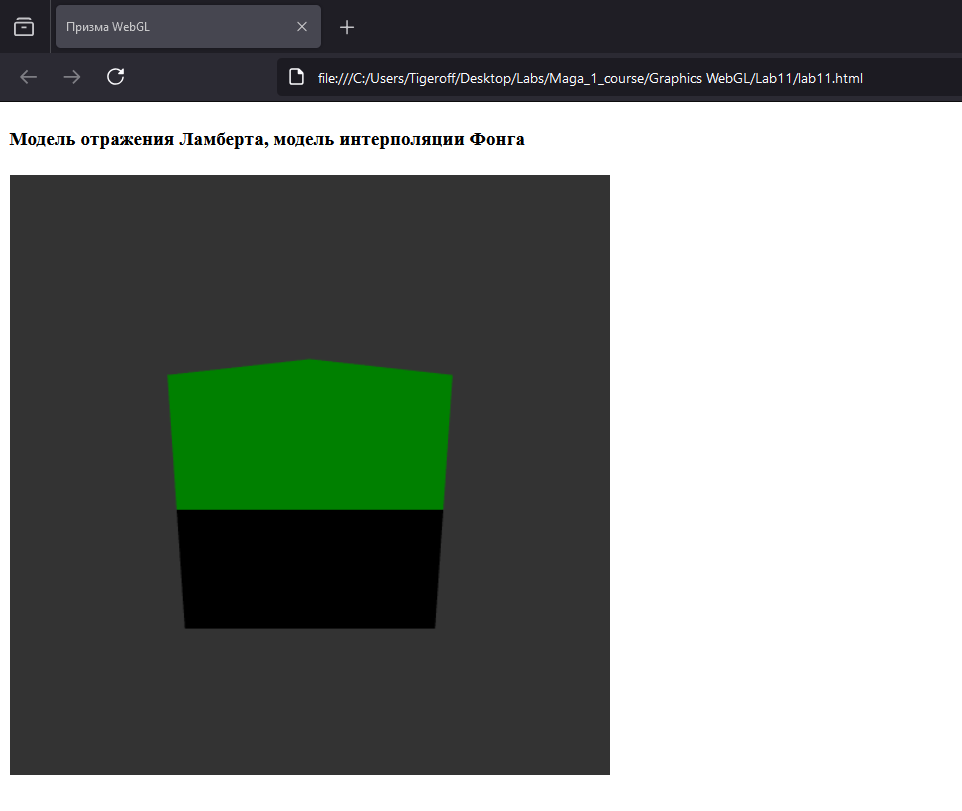 Призма WebGL
file:///C:/Users/Tigeroff/Desktop/Labs/Maga_1_course/Graphics WebGL/Lab11/lab11.html
Модель отражения Ламберта, модель интерполяции Фонга